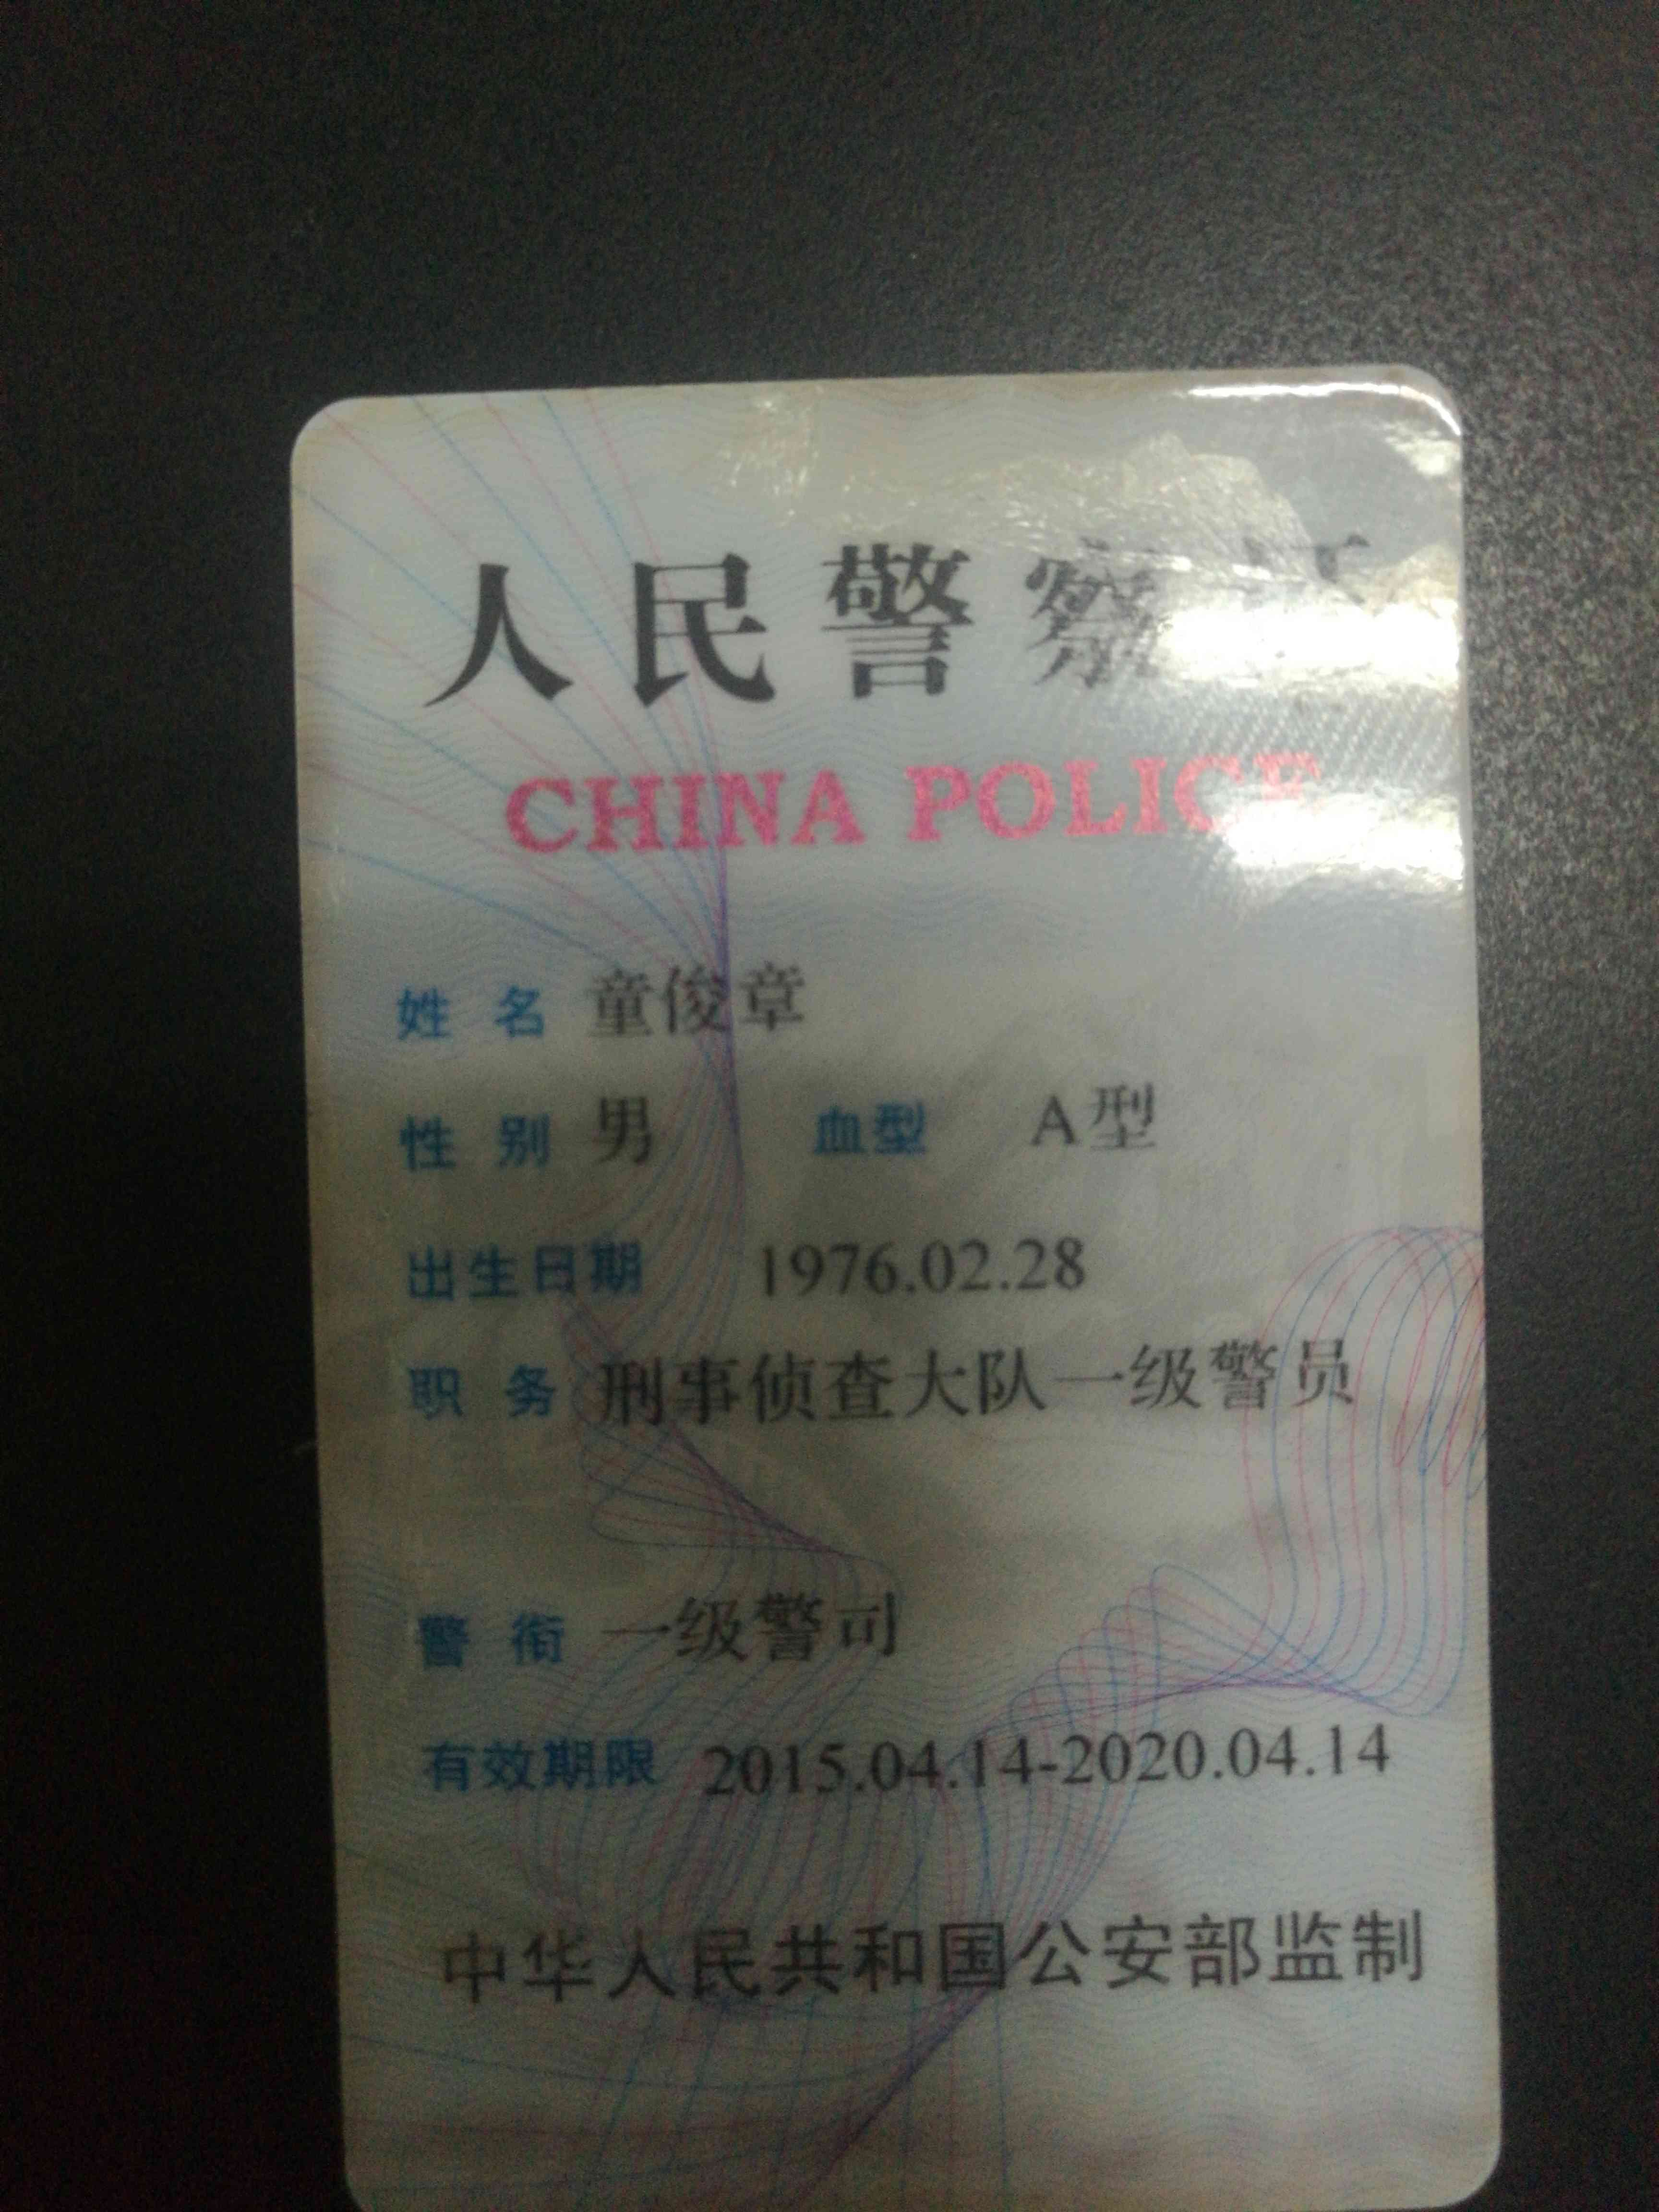 人民警察证
CHINA POLICE
姓名 童俊章
性别 男 血型 A型
出生日期 1976.02.28
职务 刑事侦查大队一级警员
警衔 一级警司
有效期限 2015.04.14-2020.04.14
中华人民共和国公安部监制